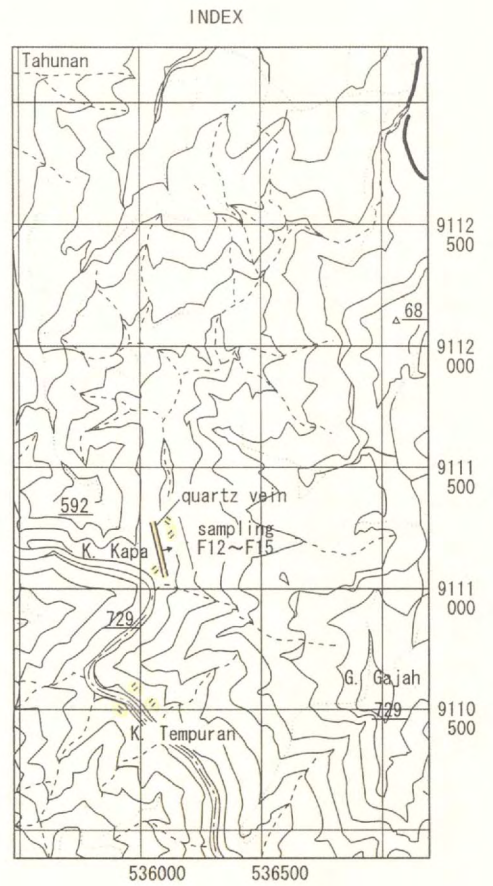 INDEX
Tahunan
9112
500
68
9112
000
9111
500
quartz vein
592
sampling
K. Kapa
F12～F15
9111
000
729
G. Gajah
729
9110
500
K. Tempuran
536000
536500